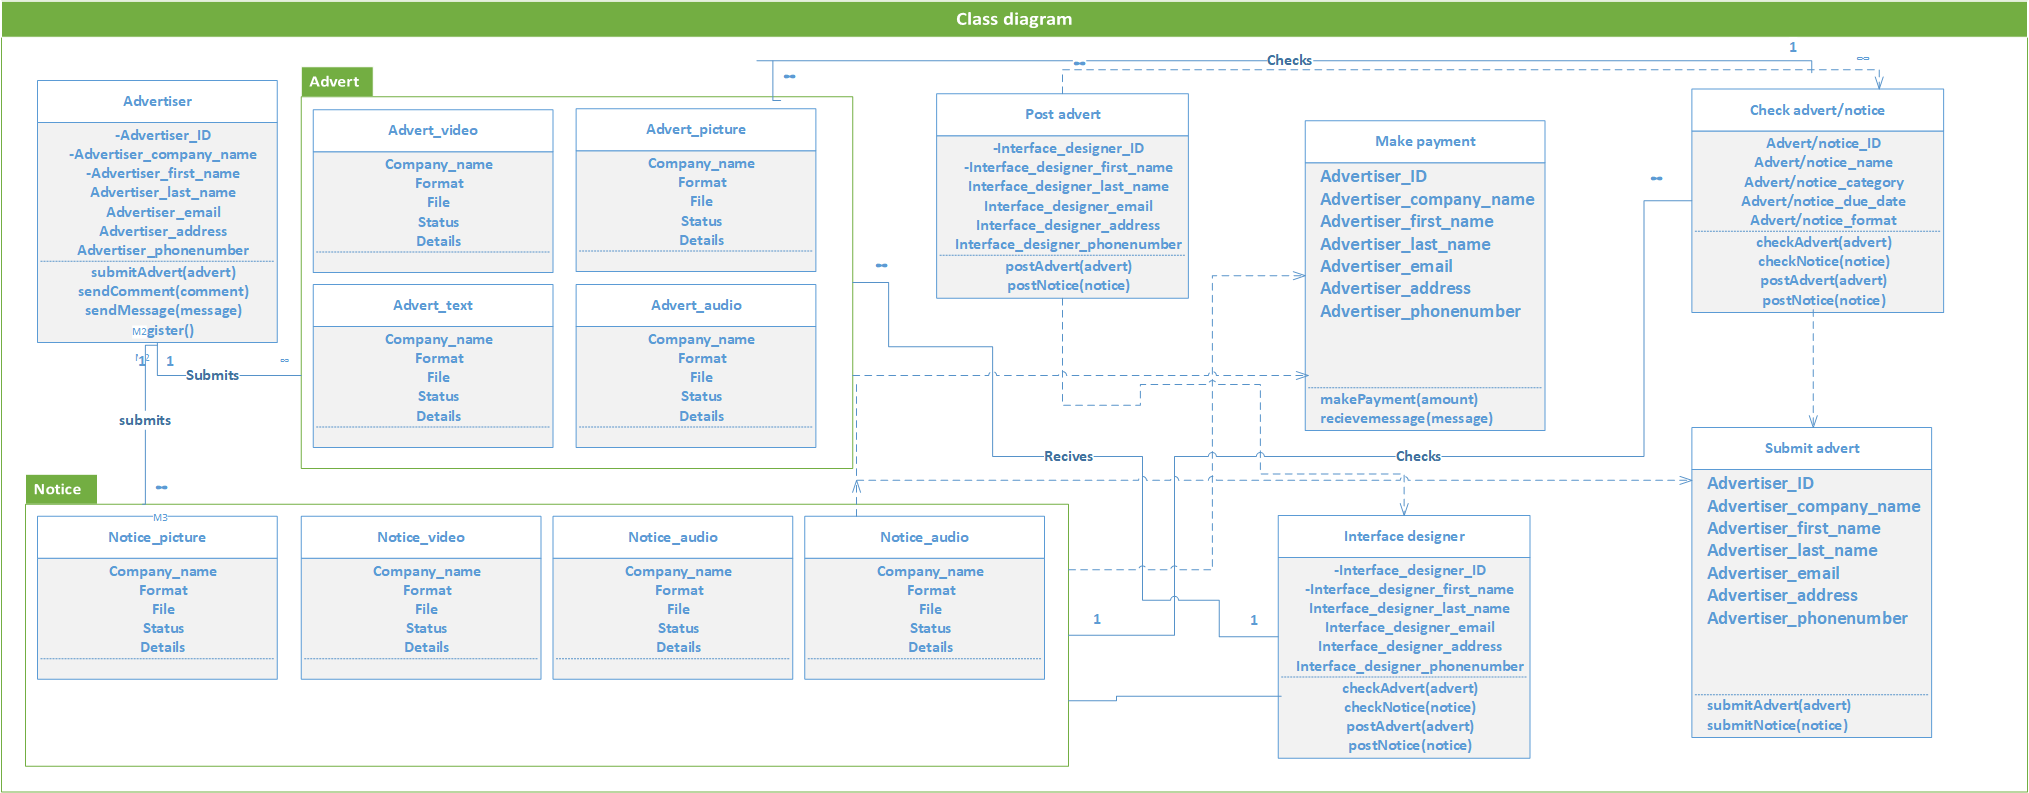 Class diagram
Advertiser
-Advertiser_ID
-Advertiser_company_name
-Advertiser_first_name
Advertiser_last_name
Advertiser_email
Advertiser_address
Advertiser_phonenumber
submitAdvert(advert)
sendComment(comment)
sendMessage(message)
M2gister()
1
1
∞
Submits
submits
∞
Advert
Advert_video
Company_name
Format
File
Status
Details
Advert_picture
Company_name
Format
File
Status
Details
Advert_text
Company_name
Format
File
Status
Details
Advert_audio
Company_name
Format
File
Status
Details
∞
∞
∞
Checks
1
∞
Post advert
-Interface_designer_ID
-Interface_designer_first_name
Interface_designer_last_name
Interface_designer_email
Interface_designer_address
Interface_designer_phonenumber
postAdvert(advert)
postNotice(notice)
Make payment
Advertiser_ID
Advertiser_company_name
Advertiser_first_name
Advertiser_last_name
Advertiser_email
Advertiser_address
Advertiser_phonenumber
makePayment(amount)
recievemessage(message)
Check advert/notice
Advert/notice_ID
Advert/notice_name
Advert/notice_category
Advert/notice_due_date
Advert/notice_format
checkAdvert(advert)
checkNotice(notice)
postAdvert(advert)
postNotice(notice)
∞
Recives
Checks
Notice
M3
Notice_picture
Company_name
Format
File
Status
Details
Notice_video
Company_name
Format
File
Status
Details
Notice_audio
Company_name
Format
File
Status
Details
Notice_audio
Company_name
Format
File
Status
Details
1
1
Interface designer
-Interface_designer_ID
-Interface_designer_first_name
Interface_designer_last_name
Interface_designer_email
Interface_designer_address
Interface_designer_phonenumber
checkAdvert(advert)
checkNotice(notice)
postAdvert(advert)
postNotice(notice)
Submit advert
Advertiser_ID
Advertiser_company_name
Advertiser_first_name
Advertiser_last_name
Advertiser_email
Advertiser_address
Advertiser_phonenumber
submitAdvert(advert)
submitNotice(notice)